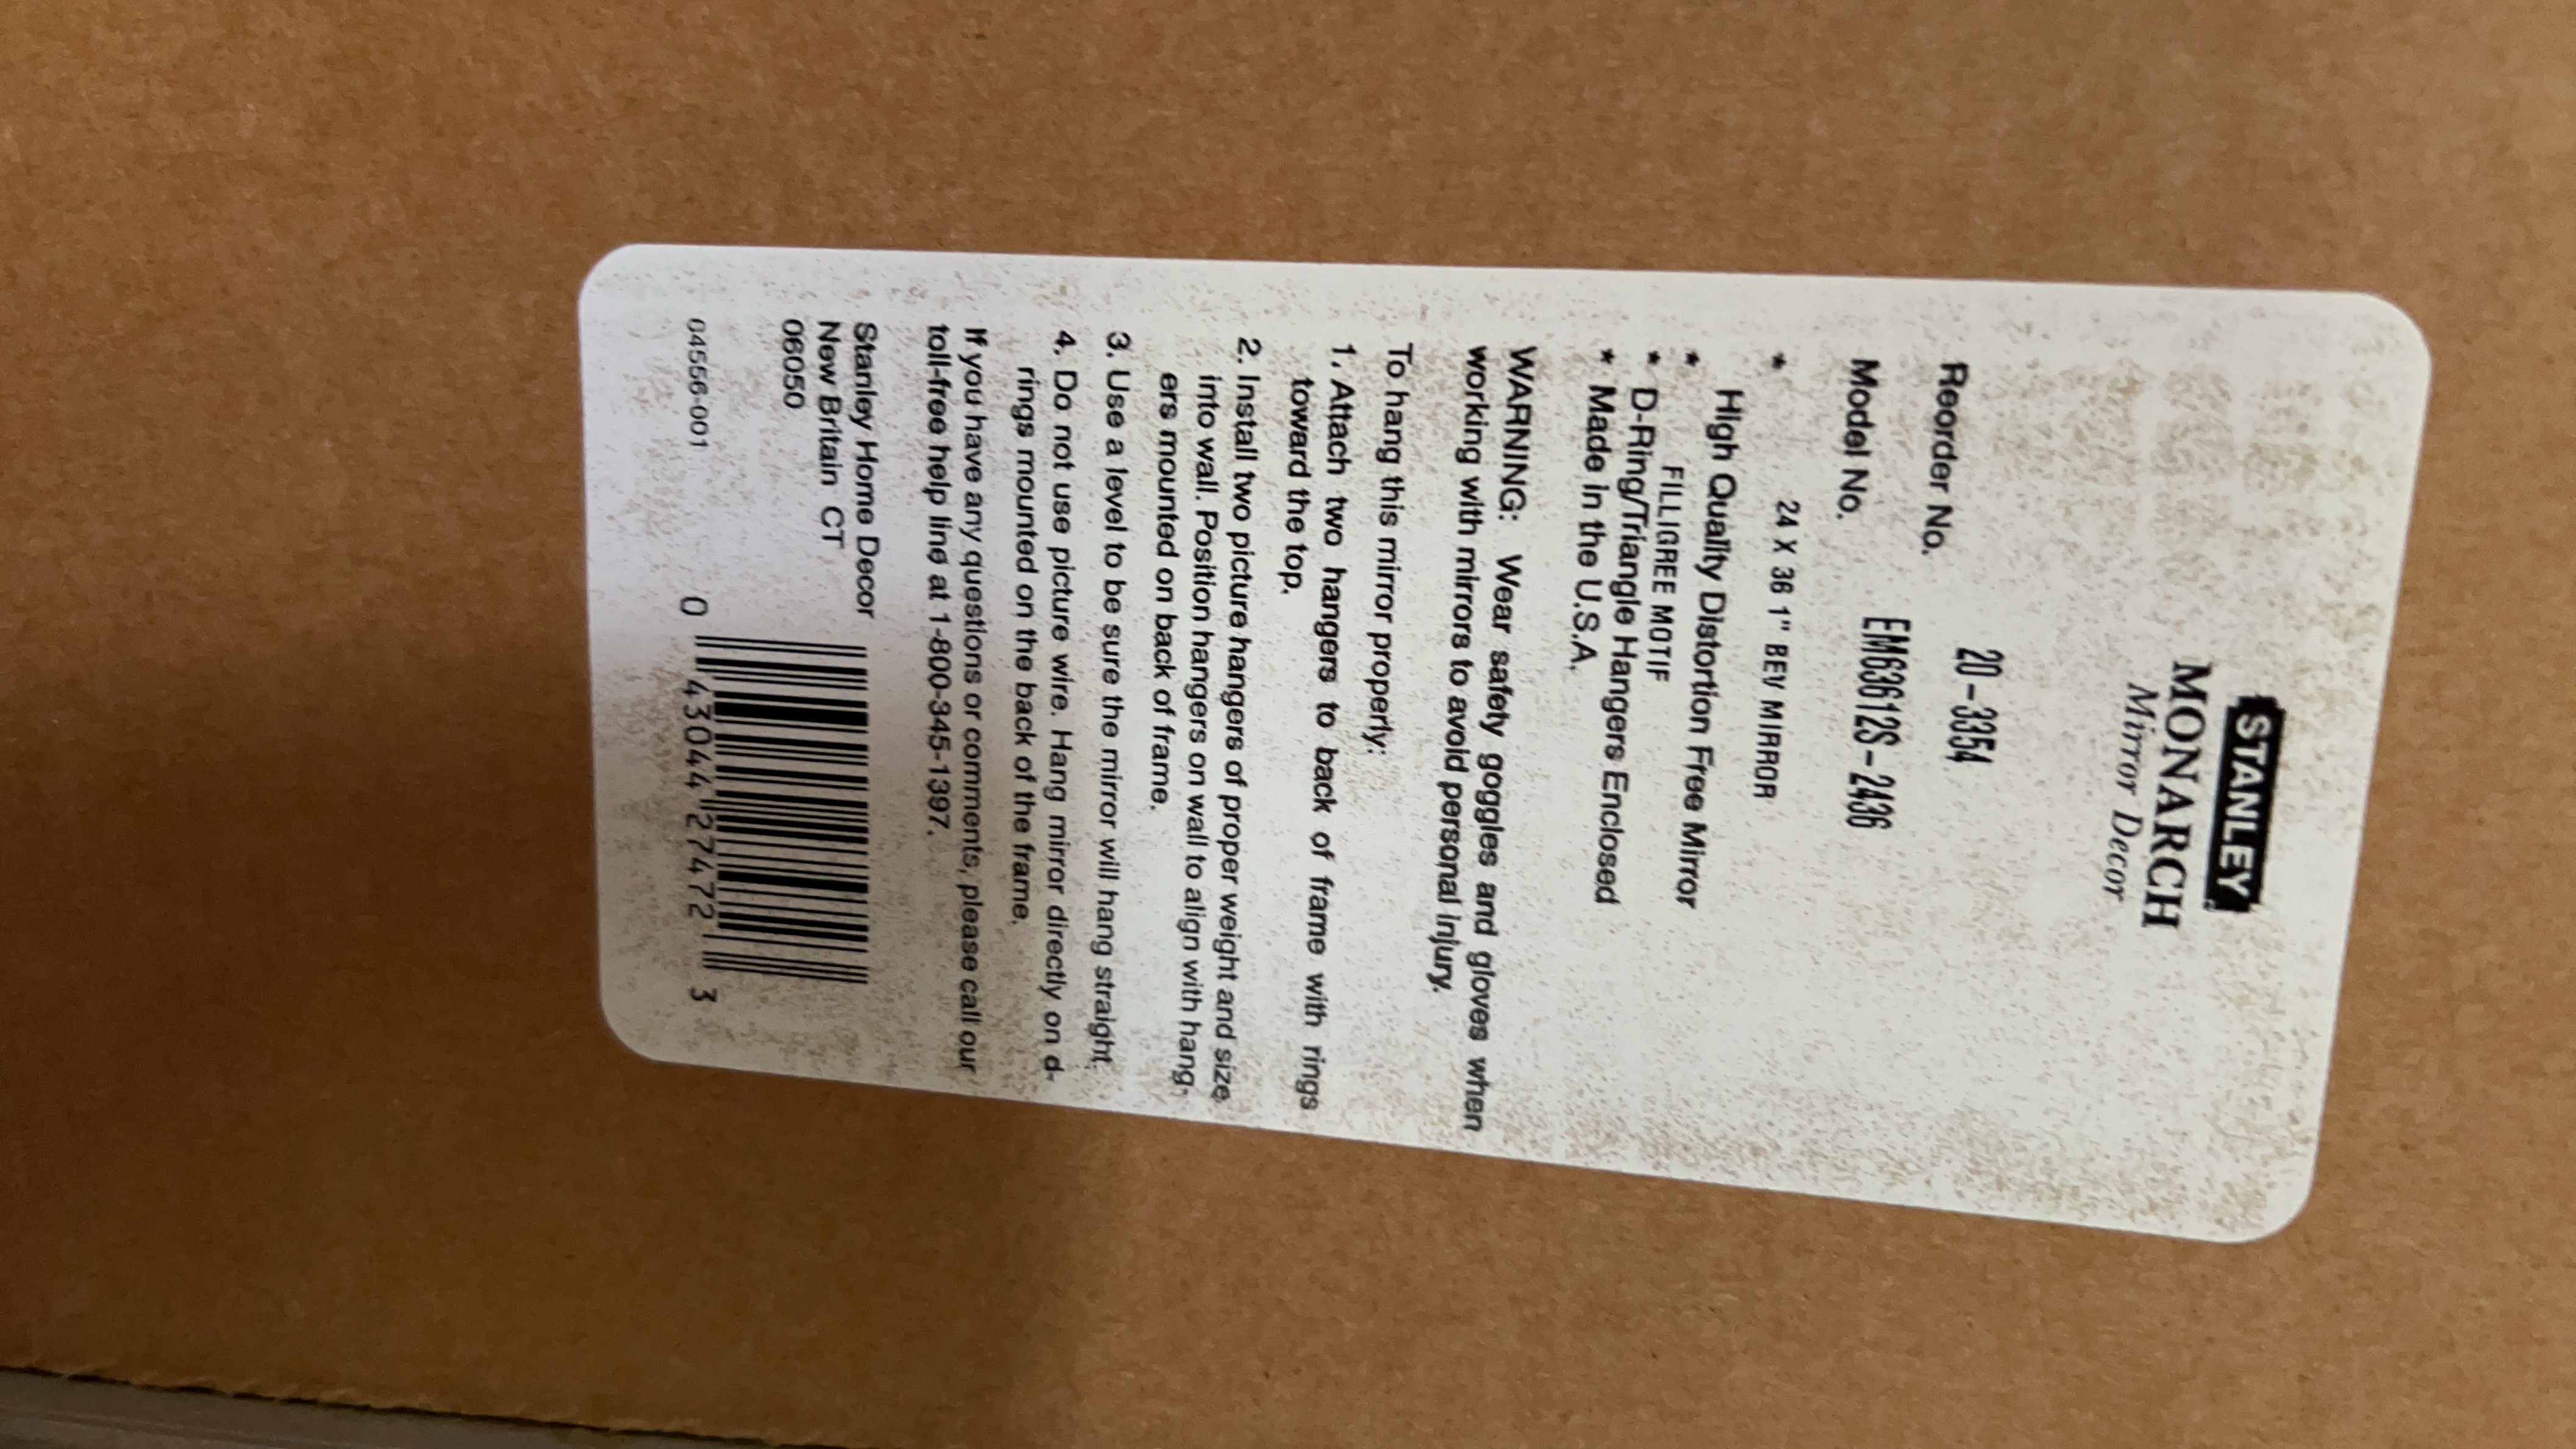 STANLEY
MONARCH
Mirror Decor
Reorder No. 20-3354
Model No. EM63612S-2436
* 24 X 36 1" BEV MIRROR
High Quality Distortion Free Mirror
* FILIGREE MOTIF
* D-Ring/Triangle Hangers Enclosed
* Made in the U.S.A.
WARNING: Wear safety goggles and gloves when
working with mirrors to avoid personal injury.
To hang this mirror properly:
1. Attach two hangers to back of frame with rings
toward the top.
2. Install two picture hangers of proper weight and size
into wall. Position hangers on wall to align with hang-
ers mounted on back of frame.
3. Use a level to be sure the mirror will hang straight.
4. Do not use picture wire. Hang mirror directly on d-
rings mounted on the back of the frame.
If you have any questions or comments, please call our
toll-free help line at 1-800-345-1397.
Stanley Home Decor
New Britain CT
06050
04556-001
0 43044 27472 3